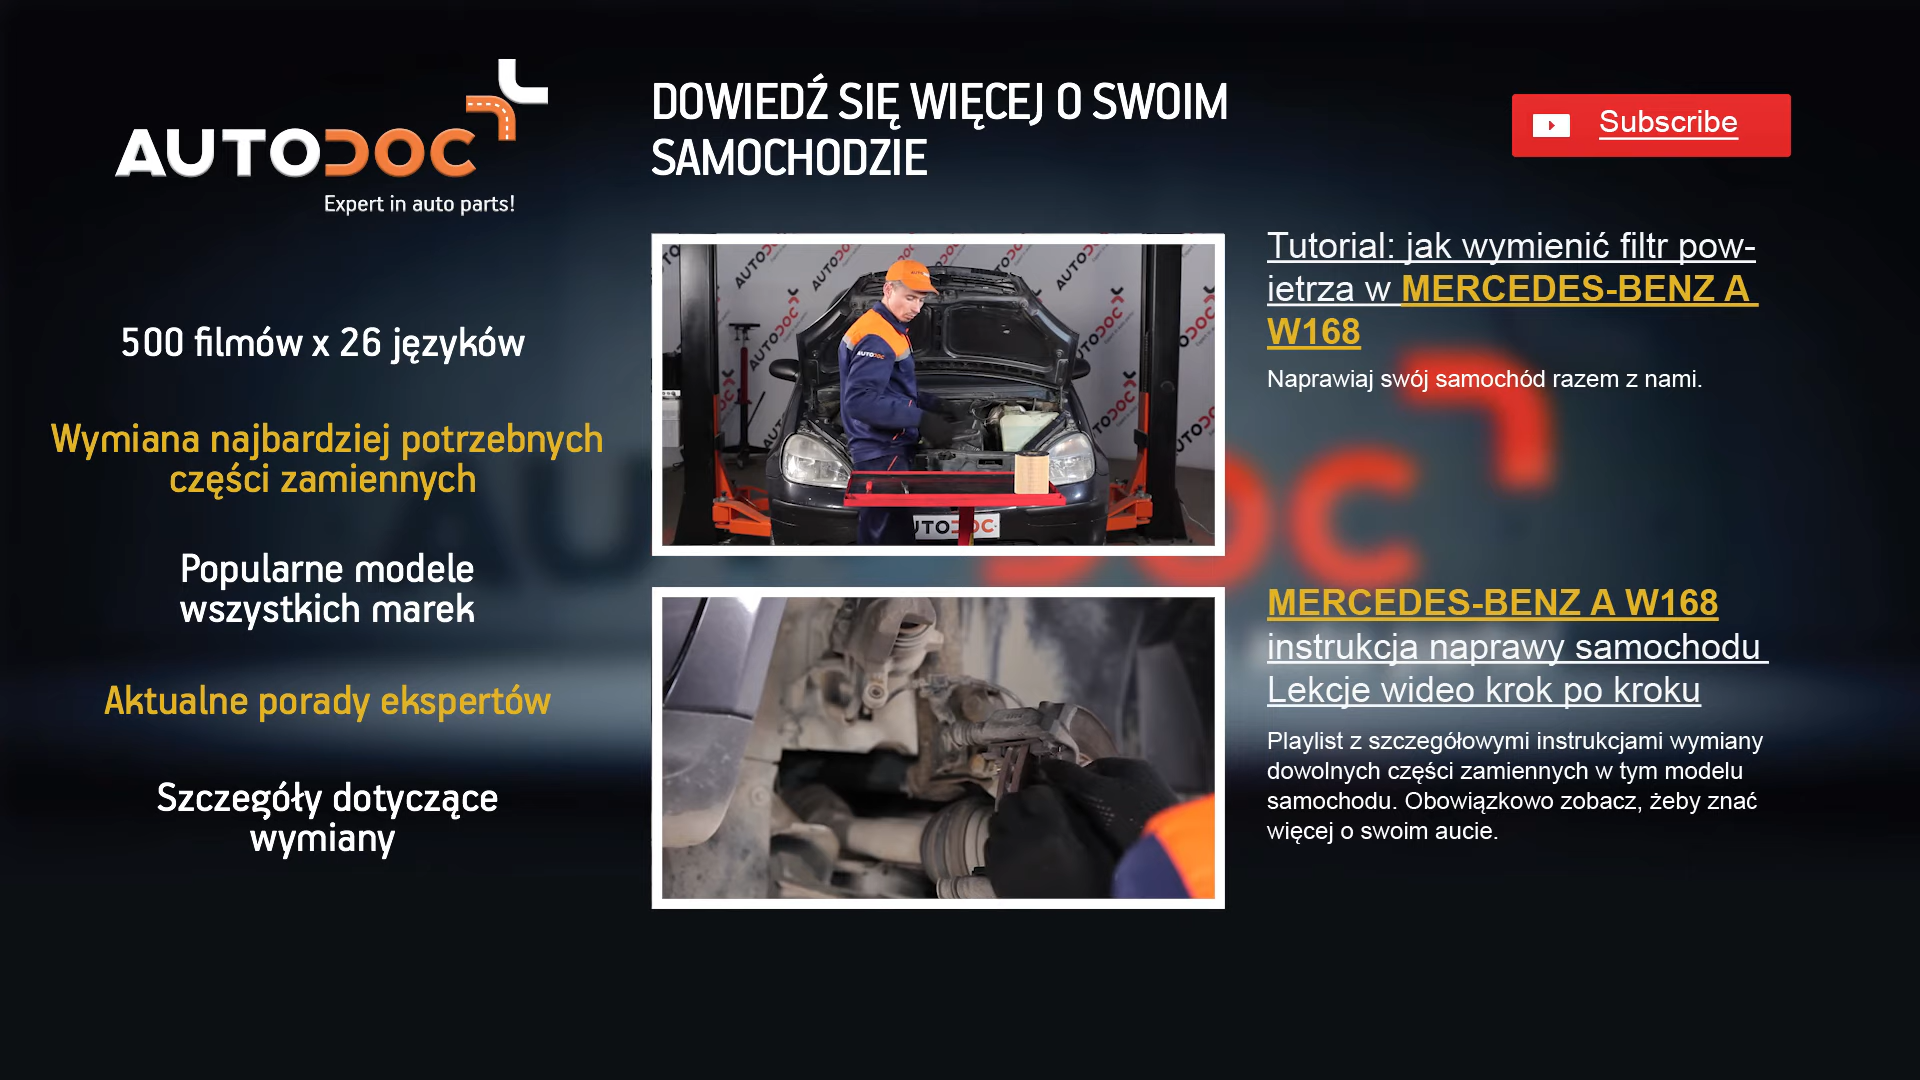 AUTODOC
Expert in auto parts!
500 filmów x 26 języków
Wymiana najbardziej potrzebnych
części zamiennych
Popularne modele
wszystkich marek
Aktualne porady ekspertów
Szczegóły dotyczące
wymiany
DOWIEDŹ SIĘ WIĘCEJ O SWOIM
SAMOCHODZIE
Subscribe
Tutorial: jak wymienić filtr pow-
ietrza w MERCEDES-BENZ A
W168
Naprawiaj swój samochód razem z nami.
MERCEDES-BENZ A W168
instrukcja naprawy samochodu
Lekcje wideo krok po kroku
Playlist z szczegółowymi instrukcjami wymiany
dowolnych części zamiennych w tym modelu
samochodu. Obowiązkowo zobacz, żeby znać
więcej o swoim aucie.